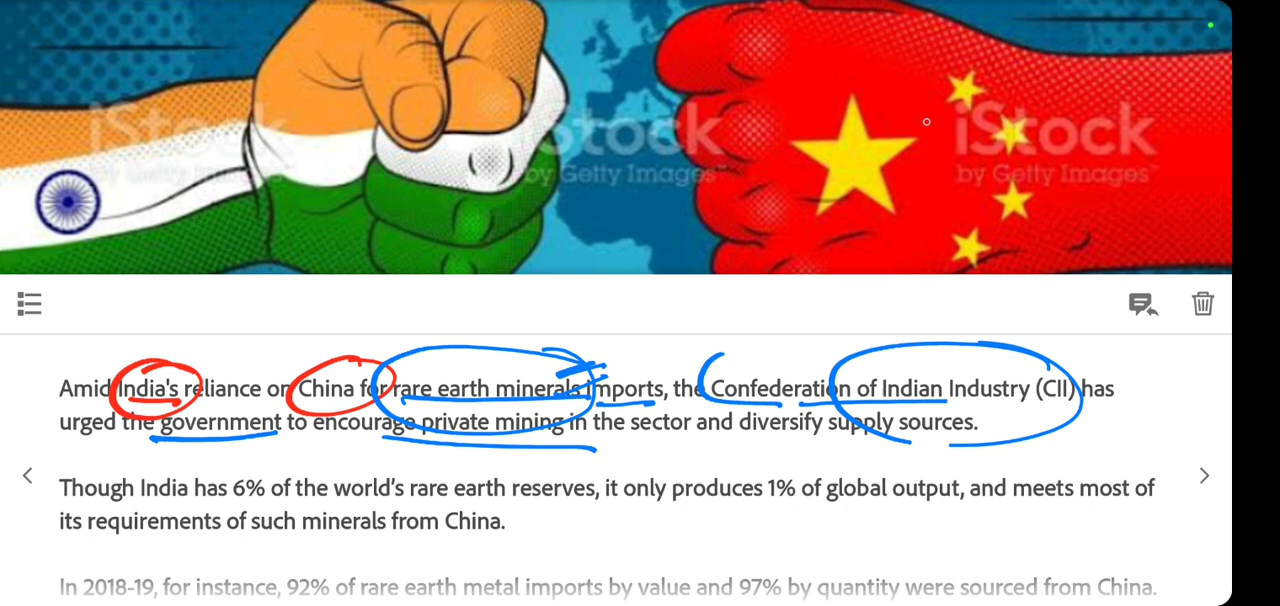 iStock
by Getty Images
iStock
by Getty Images
iStock
by Getty Images
Amid India's reliance on China for rare earth minerals imports, the Confederation of Indian Industry (CII) has
urged the government to encourage private mining in the sector and diversify supply sources.
Though India has 6% of the world's rare earth reserves, it only produces 1% of global output, and meets most of
its requirements of such minerals from China.
In 2018-19, for instance, 92% of rare earth metal imports by value and 97% by quantity were sourced from China.